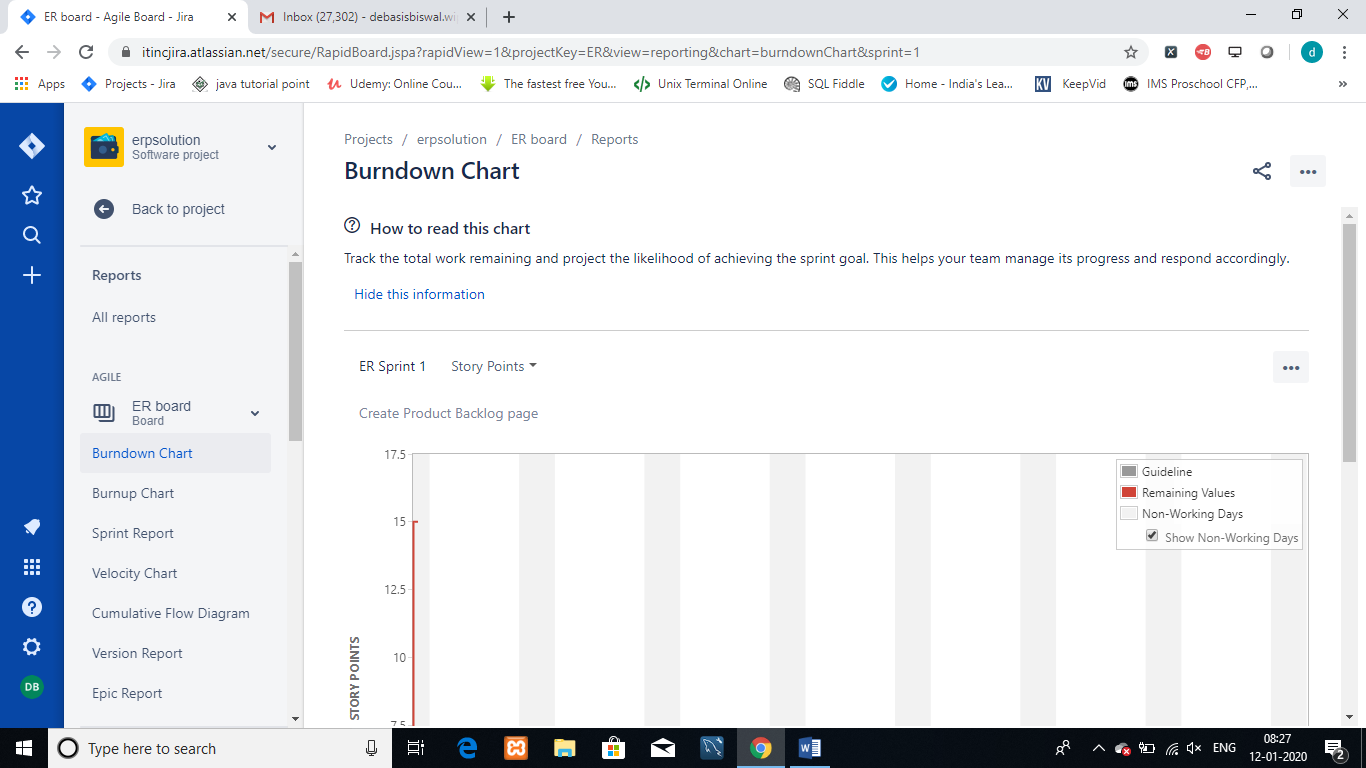 ER board - Agile Board - Jira
Inbox (27,302) - debasisbiswal.wi
itincjira.atlassian.net/secure/RapidBoard.jspa?rapidView=1&projectKey=ER&view=reporting&chart=burndownChart&sprint=1
d
Apps
Projects - Jira
java tutorial point
Udemy: Online Cou...
The fastest free You...
Unix Terminal Online
SQL Fiddle
Home - India's Lea...
KV
KeepVid
ims
IMS Proschool CFP,...
»
erpsolution
Software project
Back to project
Reports
All reports
AGILE
ER board
Board
Burndown Chart
Burnup Chart
Sprint Report
Velocity Chart
Cumulative Flow Diagram
Version Report
Epic Report
DB
Projects / erpsolution / ER board / Reports
Burndown Chart
How to read this chart
Track the total work remaining and project the likelihood of achieving the sprint goal. This helps your team manage its progress and respond accordingly.
Hide this information
ER Sprint 1
Story Points
Create Product Backlog page
17.5
15
12.5
10
7.5
STORY POINTS
Guideline
Remaining Values
Non-Working Days
Show Non-Working Days
Type here to search
ENG
08:27
12-01-2020
2